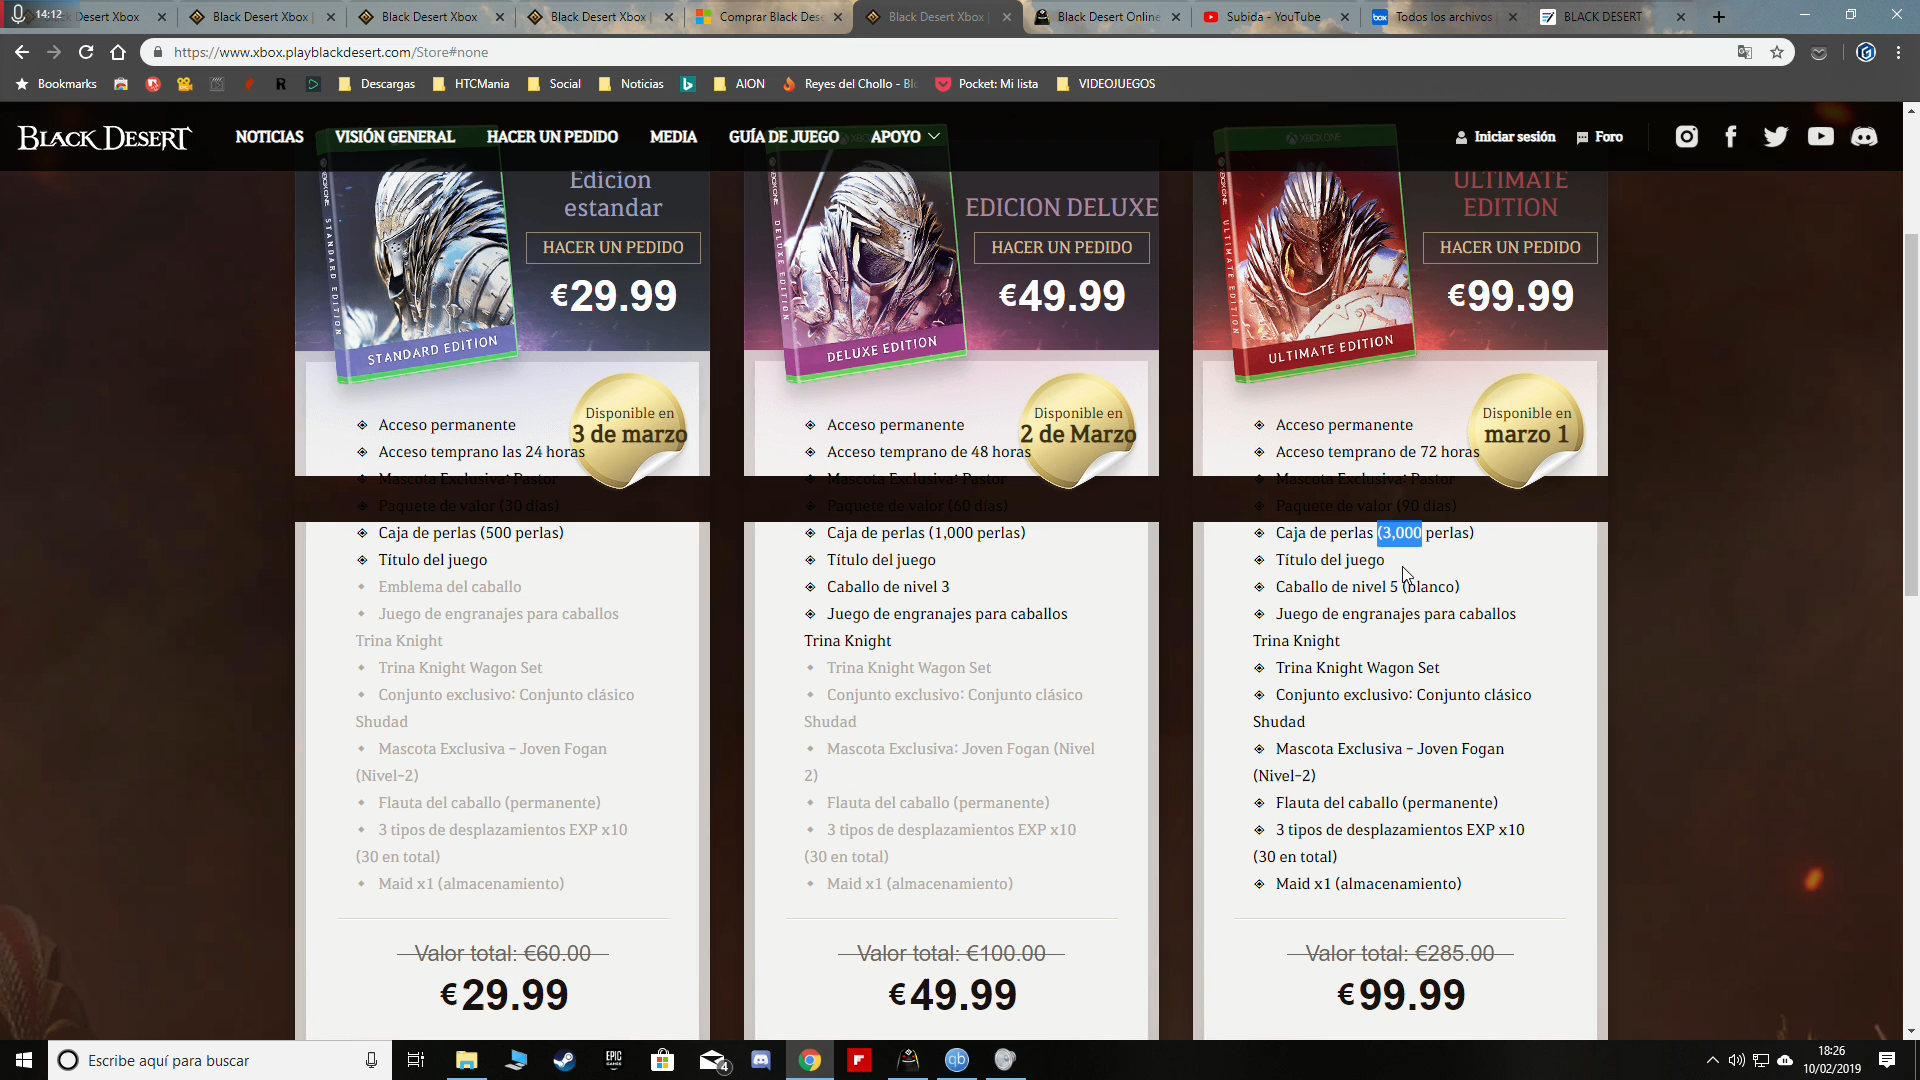 14:12
Desert Xbox
Black Desert Xbox |
Black Desert Xbox
Black Desert Xbox |
Comprar Black Dese
Black Desert Xbox |
Black Desert Online
Subida - YouTube
Todos los archivos
BLACK DESERT
https://www.xbox.playblackdesert.com/Store#none
Bookmarks
Descargas
HTCMania
Social
Noticias
AION
Reyes del Chollo - Blo
Pocket: Mi lista
VIDEOJUEGOS
BLACK DESERT
NOTICIAS
VISIÓN GENERAL
HACER UN PEDIDO
MEDIA
GUÍA DE JUEGO
APOYO
Iniciar sesión
Foro
STANDARD EDITION
STANDARD EDITION
Edicion
estandar
HACER UN PEDIDO
€29.99
Disponible en
3 de marzo
Acceso permanente
Acceso temprano las 24 horas
Mascota Exclusiva: Pastor
Paquete de valor (30 días)
Caja de perlas (500 perlas)
Título del juego
Emblema del caballo
Juego de engranajes para caballos
Trina Knight
Trina Knight Wagon Set
Conjunto exclusivo: Conjunto clásico
Shudad
Mascota Exclusiva – Joven Fogan
(Nivel-2)
Flauta del caballo (permanente)
3 tipos de desplazamientos EXP x10
(30 en total)
Maid x1 (almacenamiento)
Valor total: €60.00
€29.99
DELUXE EDITION
DELUXE EDITION
EDICION DELUXE
HACER UN PEDIDO
€49.99
Disponible en
2 de Marzo
Acceso permanente
Acceso temprano de 48 horas
Mascota Exclusiva: Pastor
Paquete de valor (60 días)
Caja de perlas (1,000 perlas)
Título del juego
Caballo de nivel 3
Juego de engranajes para caballos
Trina Knight
Trina Knight Wagon Set
Conjunto exclusivo: Conjunto clásico
Shudad
Mascota Exclusiva: Joven Fogan (Nivel
2)
Flauta del caballo (permanente)
3 tipos de desplazamientos EXP x10
(30 en total)
Maid x1 (almacenamiento)
Valor total: €100.00
€49.99
XBOX ONE
ULTIMATE EDITION
ULTIMATE EDITION
ULTIMATE
EDITION
HACER UN PEDIDO
€99.99
Disponible en
marzo 1
Acceso permanente
Acceso temprano de 72 horas
Mascota Exclusiva: Pastor
Paquete de valor (90 días)
Caja de perlas (3,000 perlas)
Título del juego
Caballo de nivel 5 (blanco)
Juego de engranajes para caballos
Trina Knight
Trina Knight Wagon Set
Conjunto exclusivo: Conjunto clásico
Shudad
Mascota Exclusiva – Joven Fogan
(Nivel-2)
Flauta del caballo (permanente)
3 tipos de desplazamientos EXP x10
(30 en total)
Maid x1 (almacenamiento)
Valor total: €285.00
€99.99
Escribe aquí para buscar
EPIC
GAMES
4
qb
18:26
10/02/2019